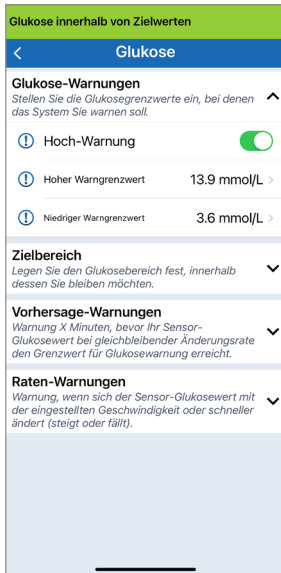 Glukose innerhalb von Zielwerten
Glukose
Glukose-Warnungen
Stellen Sie die Glukosegrenzwerte ein, bei denen
das System Sie warnen soll.
Hoch-Warnung
Hoher Warngrenzwert 13.9 mmol/L
Niedriger Warngrenzwert 3.6 mmol/L
Zielbereich
Legen Sie den Glukosebereich fest, innerhalb
dessen Sie bleiben möchten.
Vorhersage-Warnungen
Warnung X Minuten, bevor Ihr Sensor-
Glukosewert bei gleichbleibender Änderungsrate
den Grenzwert für Glukosewarnung erreicht.
Raten-Warnungen
Warnung, wenn sich der Sensor-Glukosewert mit
der eingestellten Geschwindigkeit oder schneller
ändert (steigt oder fällt).